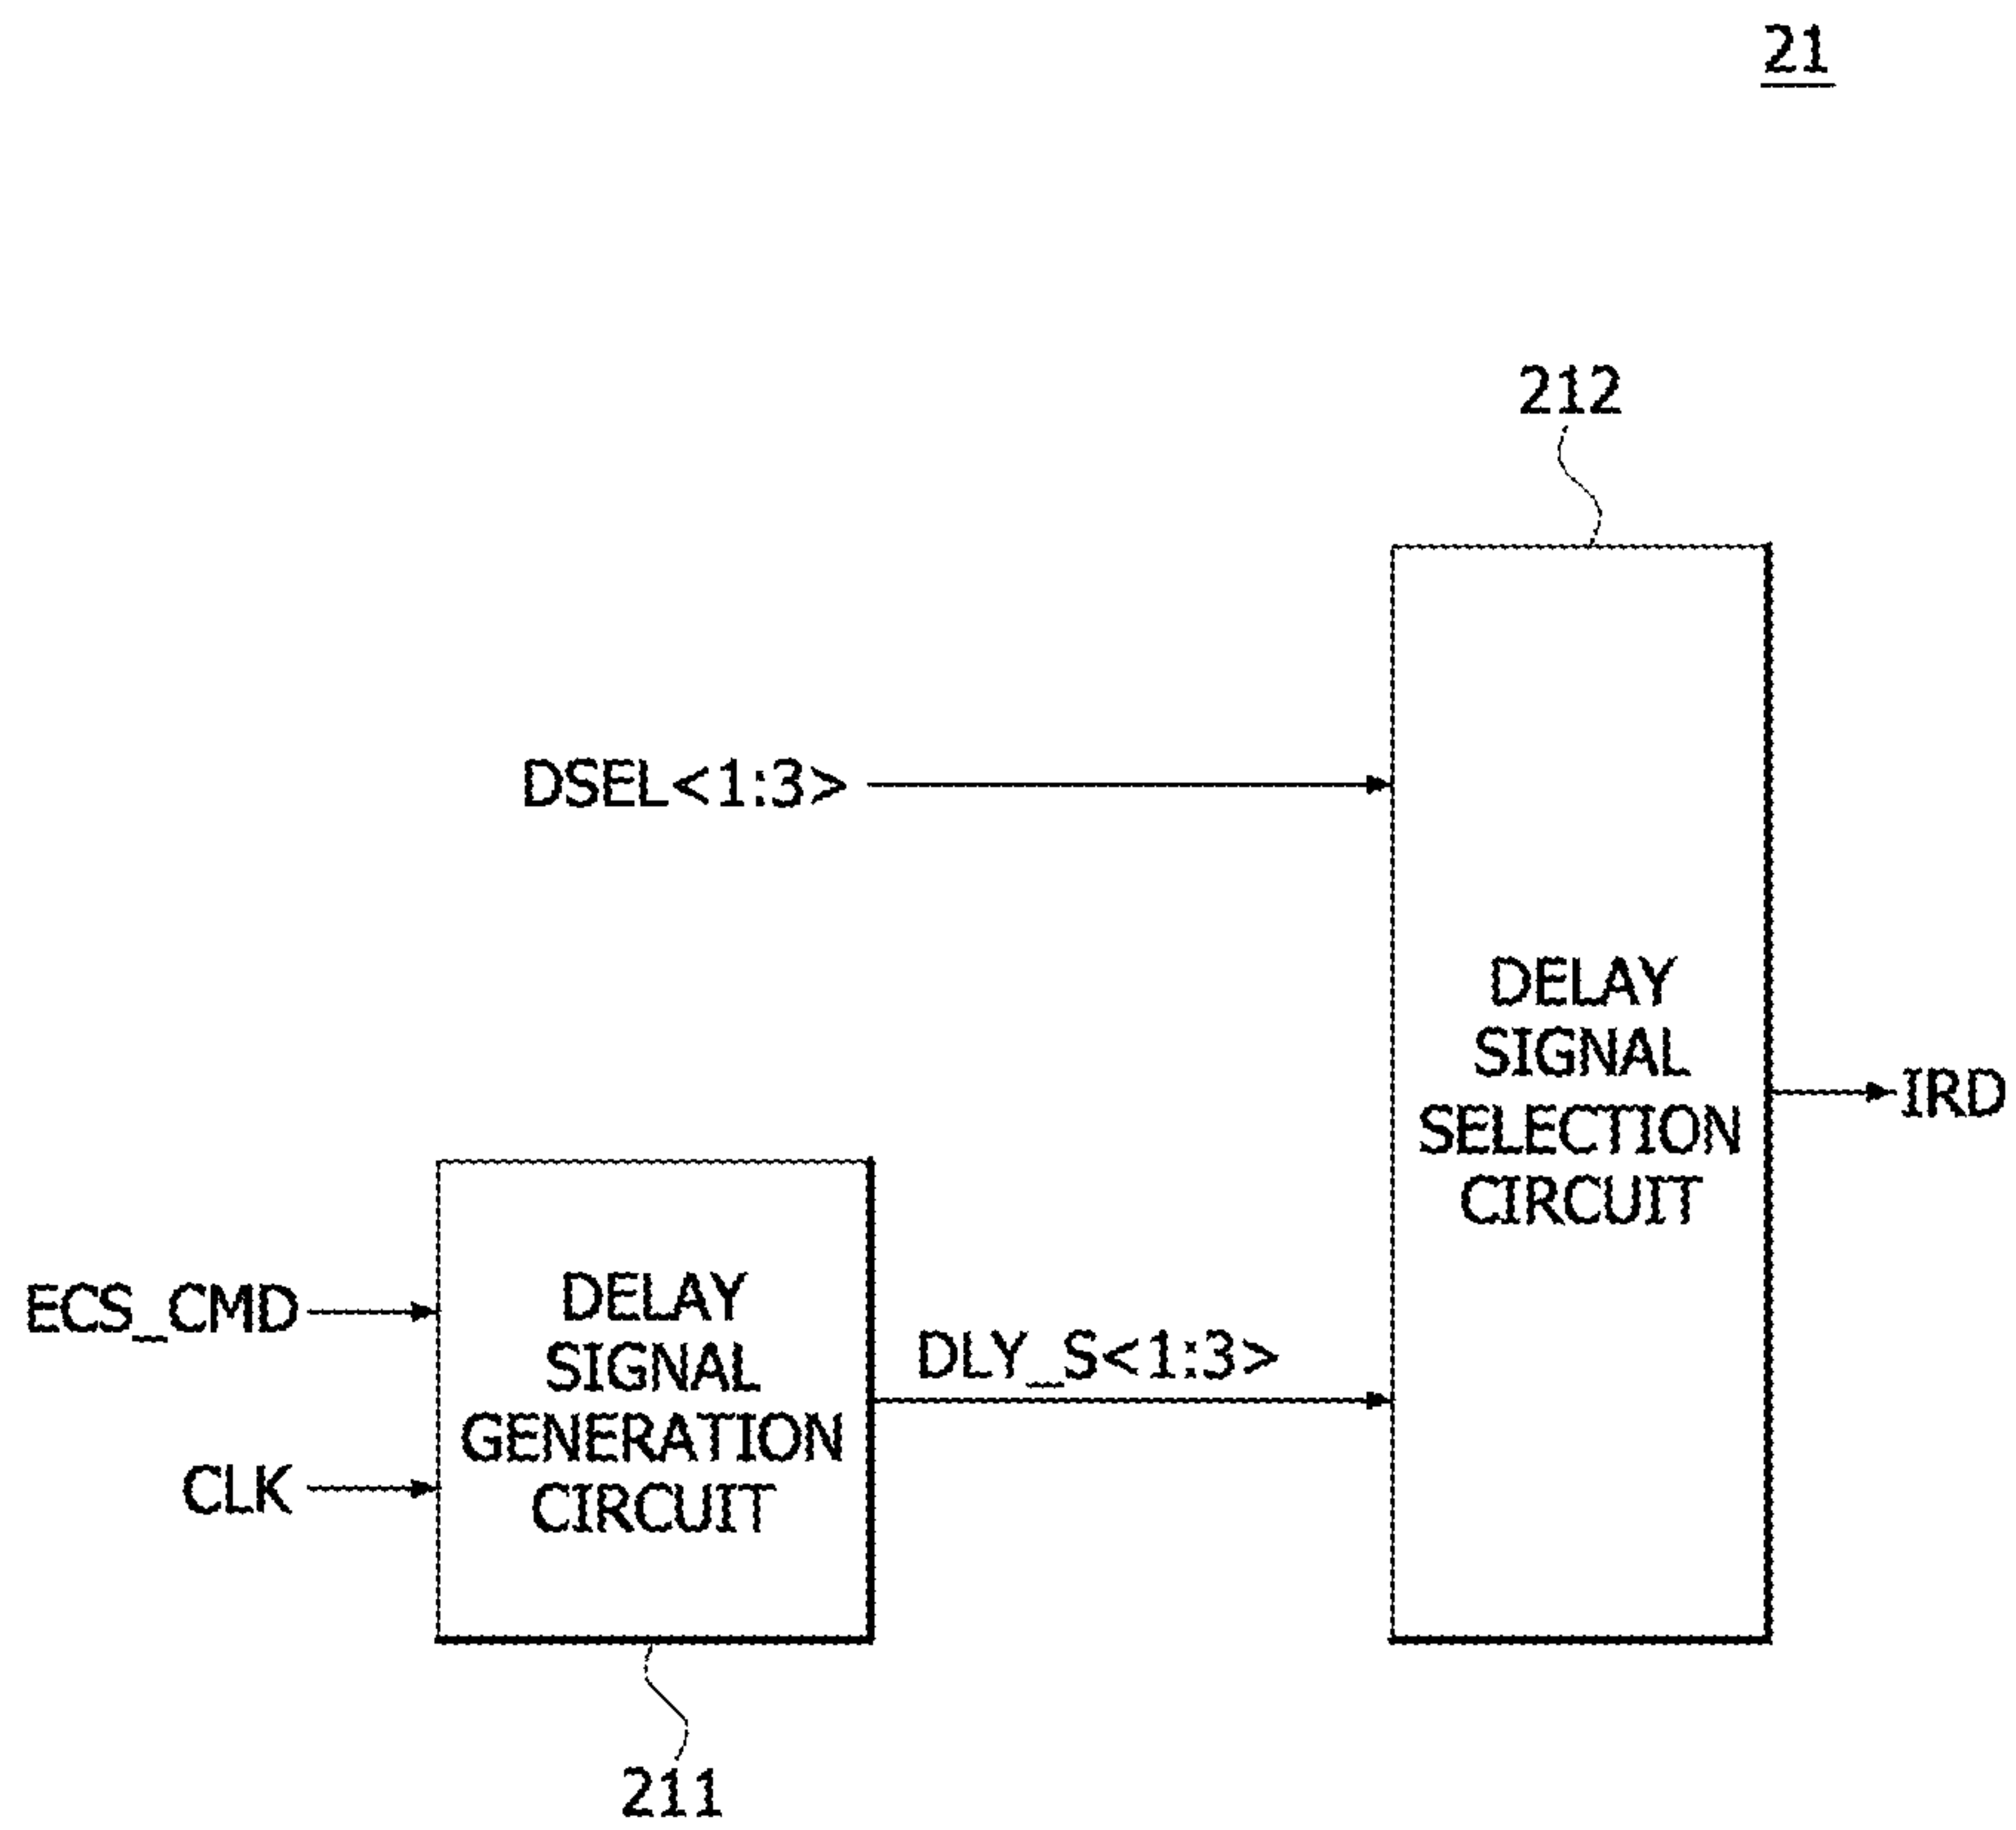 21
212
DSEL<1:3>
DELAY
SIGNAL
SELECTION
CIRCUIT
IRD
ECS_CMD
CLK
DELAY
SIGNAL
GENERATION
CIRCUIT
DLY_S<1:3>
211